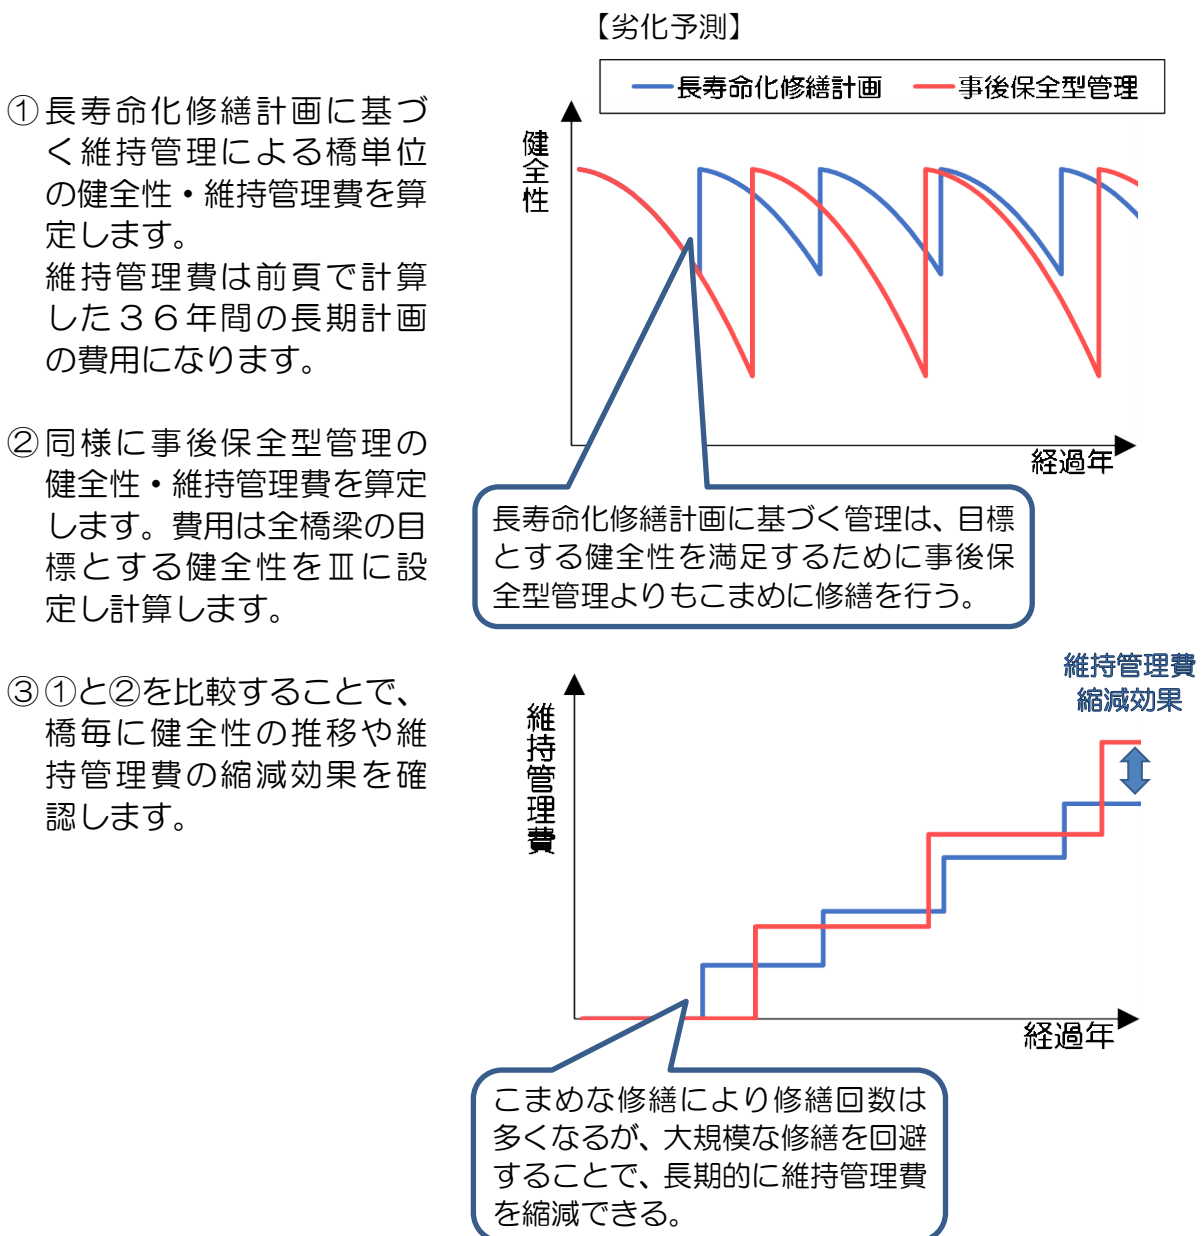 【劣化予測】
長寿命化修繕計画
事後保全型管理
①長寿命化修繕計画に基づ
く維持管理による橋単位
の健全性・維持管理費を算
定します。
維持管理費は前頁で計算
した３６年間の長期計画
の費用になります。
②同様に事後保全型管理の
健全性・維持管理費を算定
します。費用は全橋梁の目
標とする健全性をⅢに設
定し計算します。
③①と②を比較することで、
橋毎に健全性の推移や維
持管理費の縮減効果を確
認します。
健全性
経過年
長寿命化修繕計画に基づく管理は、目標
とする健全性を満足するために事後保
全型管理よりもこまめに修繕を行う。
維持管理費
縮減効果
維持管理費
経過年
こまめな修繕により修繕回数は
多くなるが、大規模な修繕を回避
することで、長期的に維持管理費
を縮減できる。